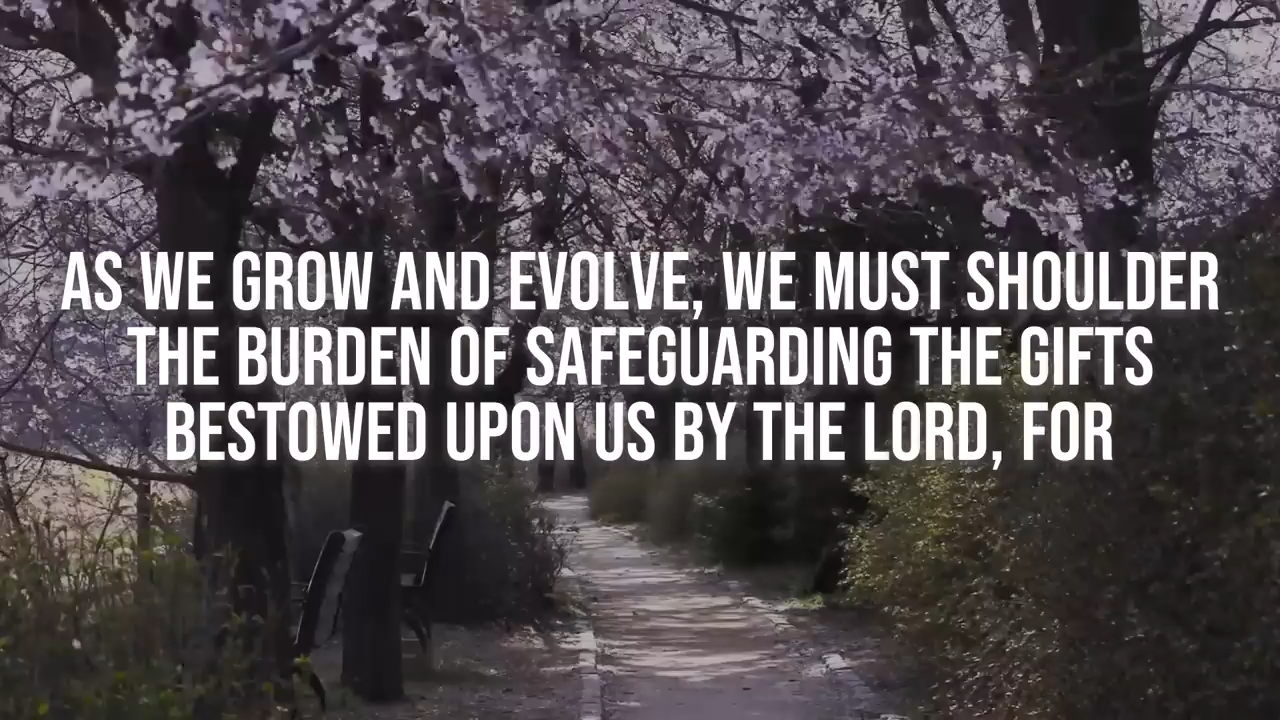 AS WE GROW AND EVOLVE, WE MUST SHOULDER
THE BURDEN OF SAFEGUARDING THE GIFTS
BESTOWED UPON US BY THE LORD, FOR